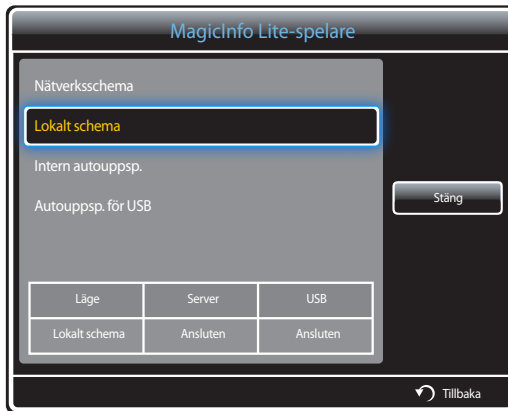 MagicInfo Lite-spelare
Nätverksschema
Lokalt schema
Intern autouppsp.
Autouppsp. för USB
Stäng
Läge Server USB
Lokalt schema Ansluten Ansluten
Tillbaka